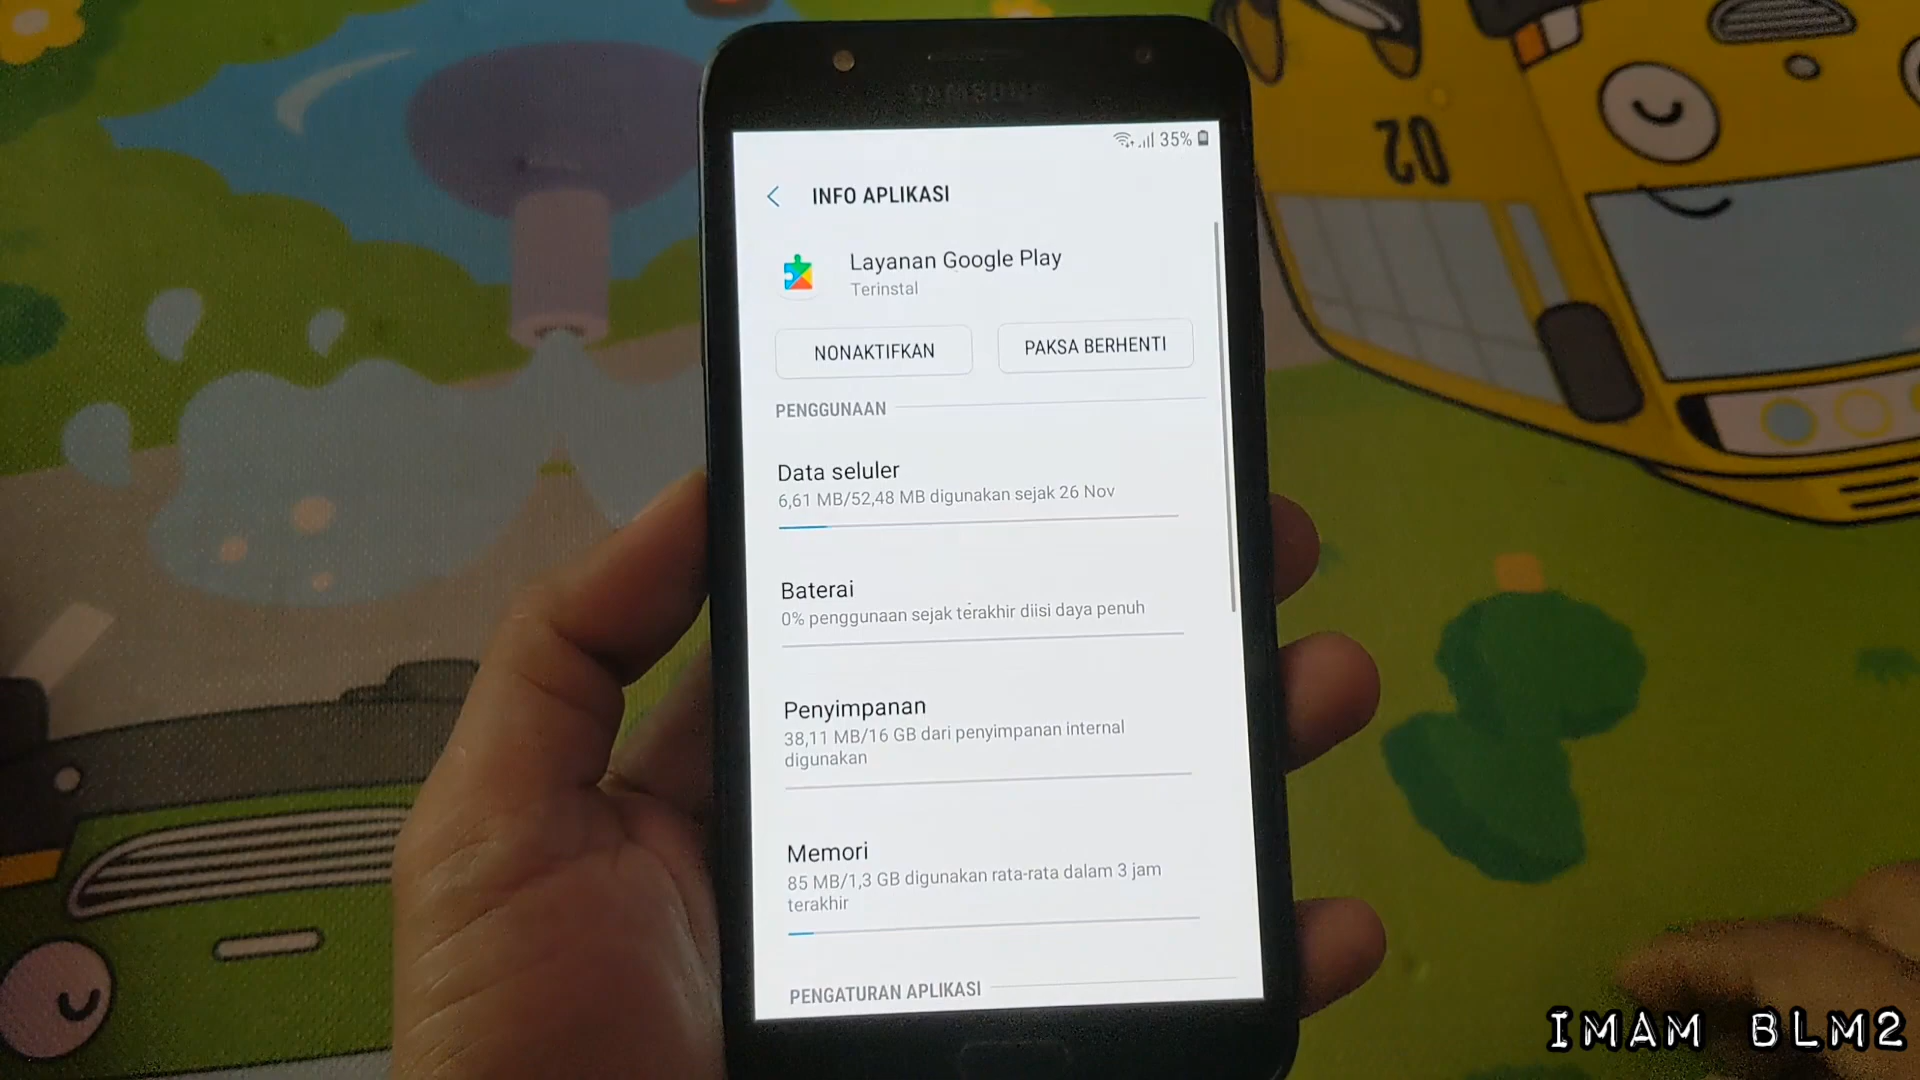 SAMSUNG
35%
INFO APLIKASI
Layanan Google Play
Terinstal
NONAKTIFKAN
PAKSA BERHENTI
PENGGUNAAN
Data seluler
6,61 MB/52,48 MB digunakan sejak 26 Nov
Baterai
0% penggunaan sejak terakhir diisi daya penuh
Penyimpanan
38,11 MB/16 GB dari penyimpanan internal
digunakan
Memori
85 MB/1,3 GB digunakan rata-rata dalam 3 jam
terakhir
PENGATURAN APLIKASI
02
IMAM BLM2